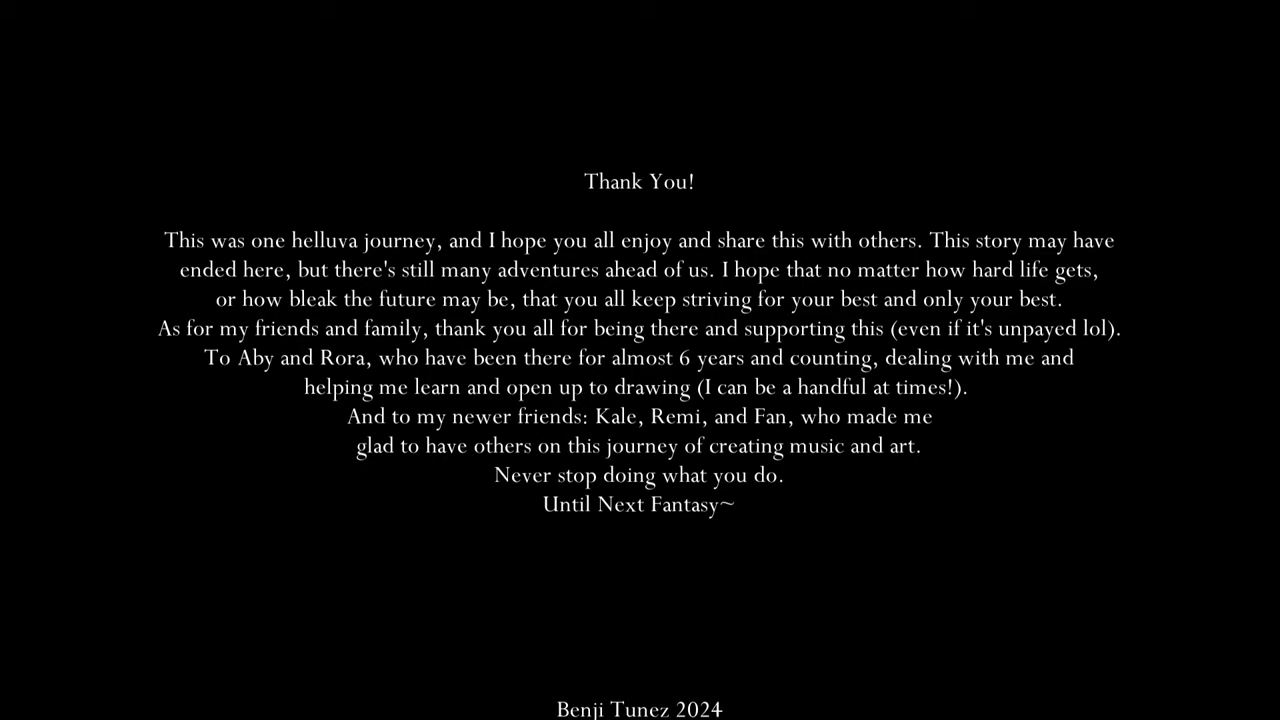 Thank You!
This was one helluva journey, and I hope you all enjoy and share this with others. This story may have
ended here, but there's still many adventures ahead of us. I hope that no matter how hard life gets,
or how bleak the future may be, that you all keep striving for your best and only your best.
As for my friends and family, thank you all for being there and supporting this (even if it's unpayed lol).
To Aby and Rora, who have been there for almost 6 years and counting, dealing with me and
helping me learn and open up to drawing (I can be a handful at times!).
And to my newer friends: Kale, Remi, and Fan, who made me
glad to have others on this journey of creating music and art.
Never stop doing what you do.
Until Next Fantasy~
Benji Tunez 2024